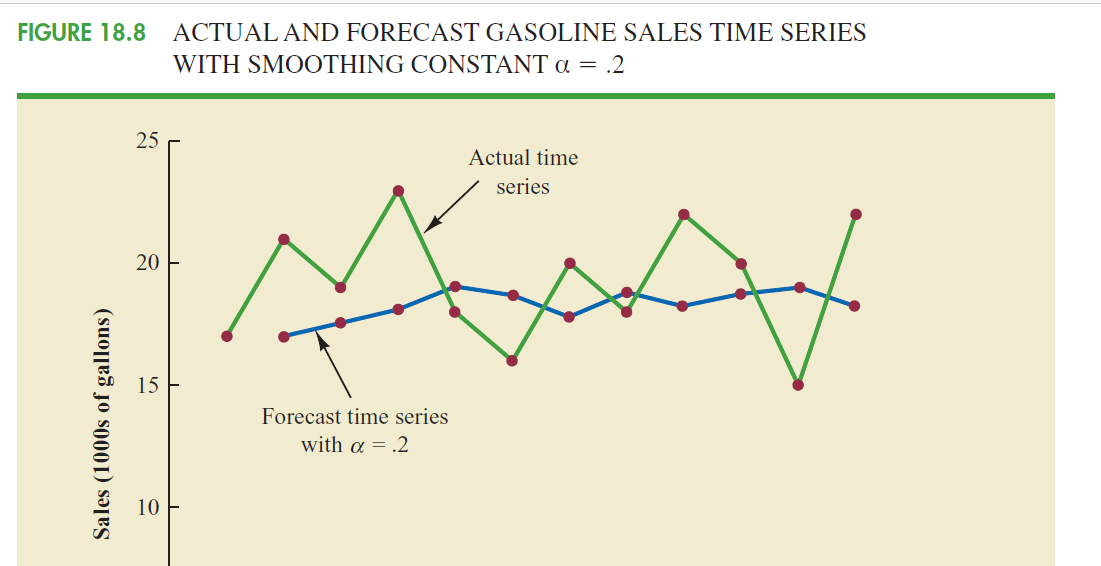 FIGURE 18.8 ACTUAL AND FORECAST GASOLINE SALES TIME SERIES
WITH SMOOTHING CONSTANT α = .2
25
Actual time
series
20
15
Forecast time series
with α = .2
10
Sales (1000s of gallons)